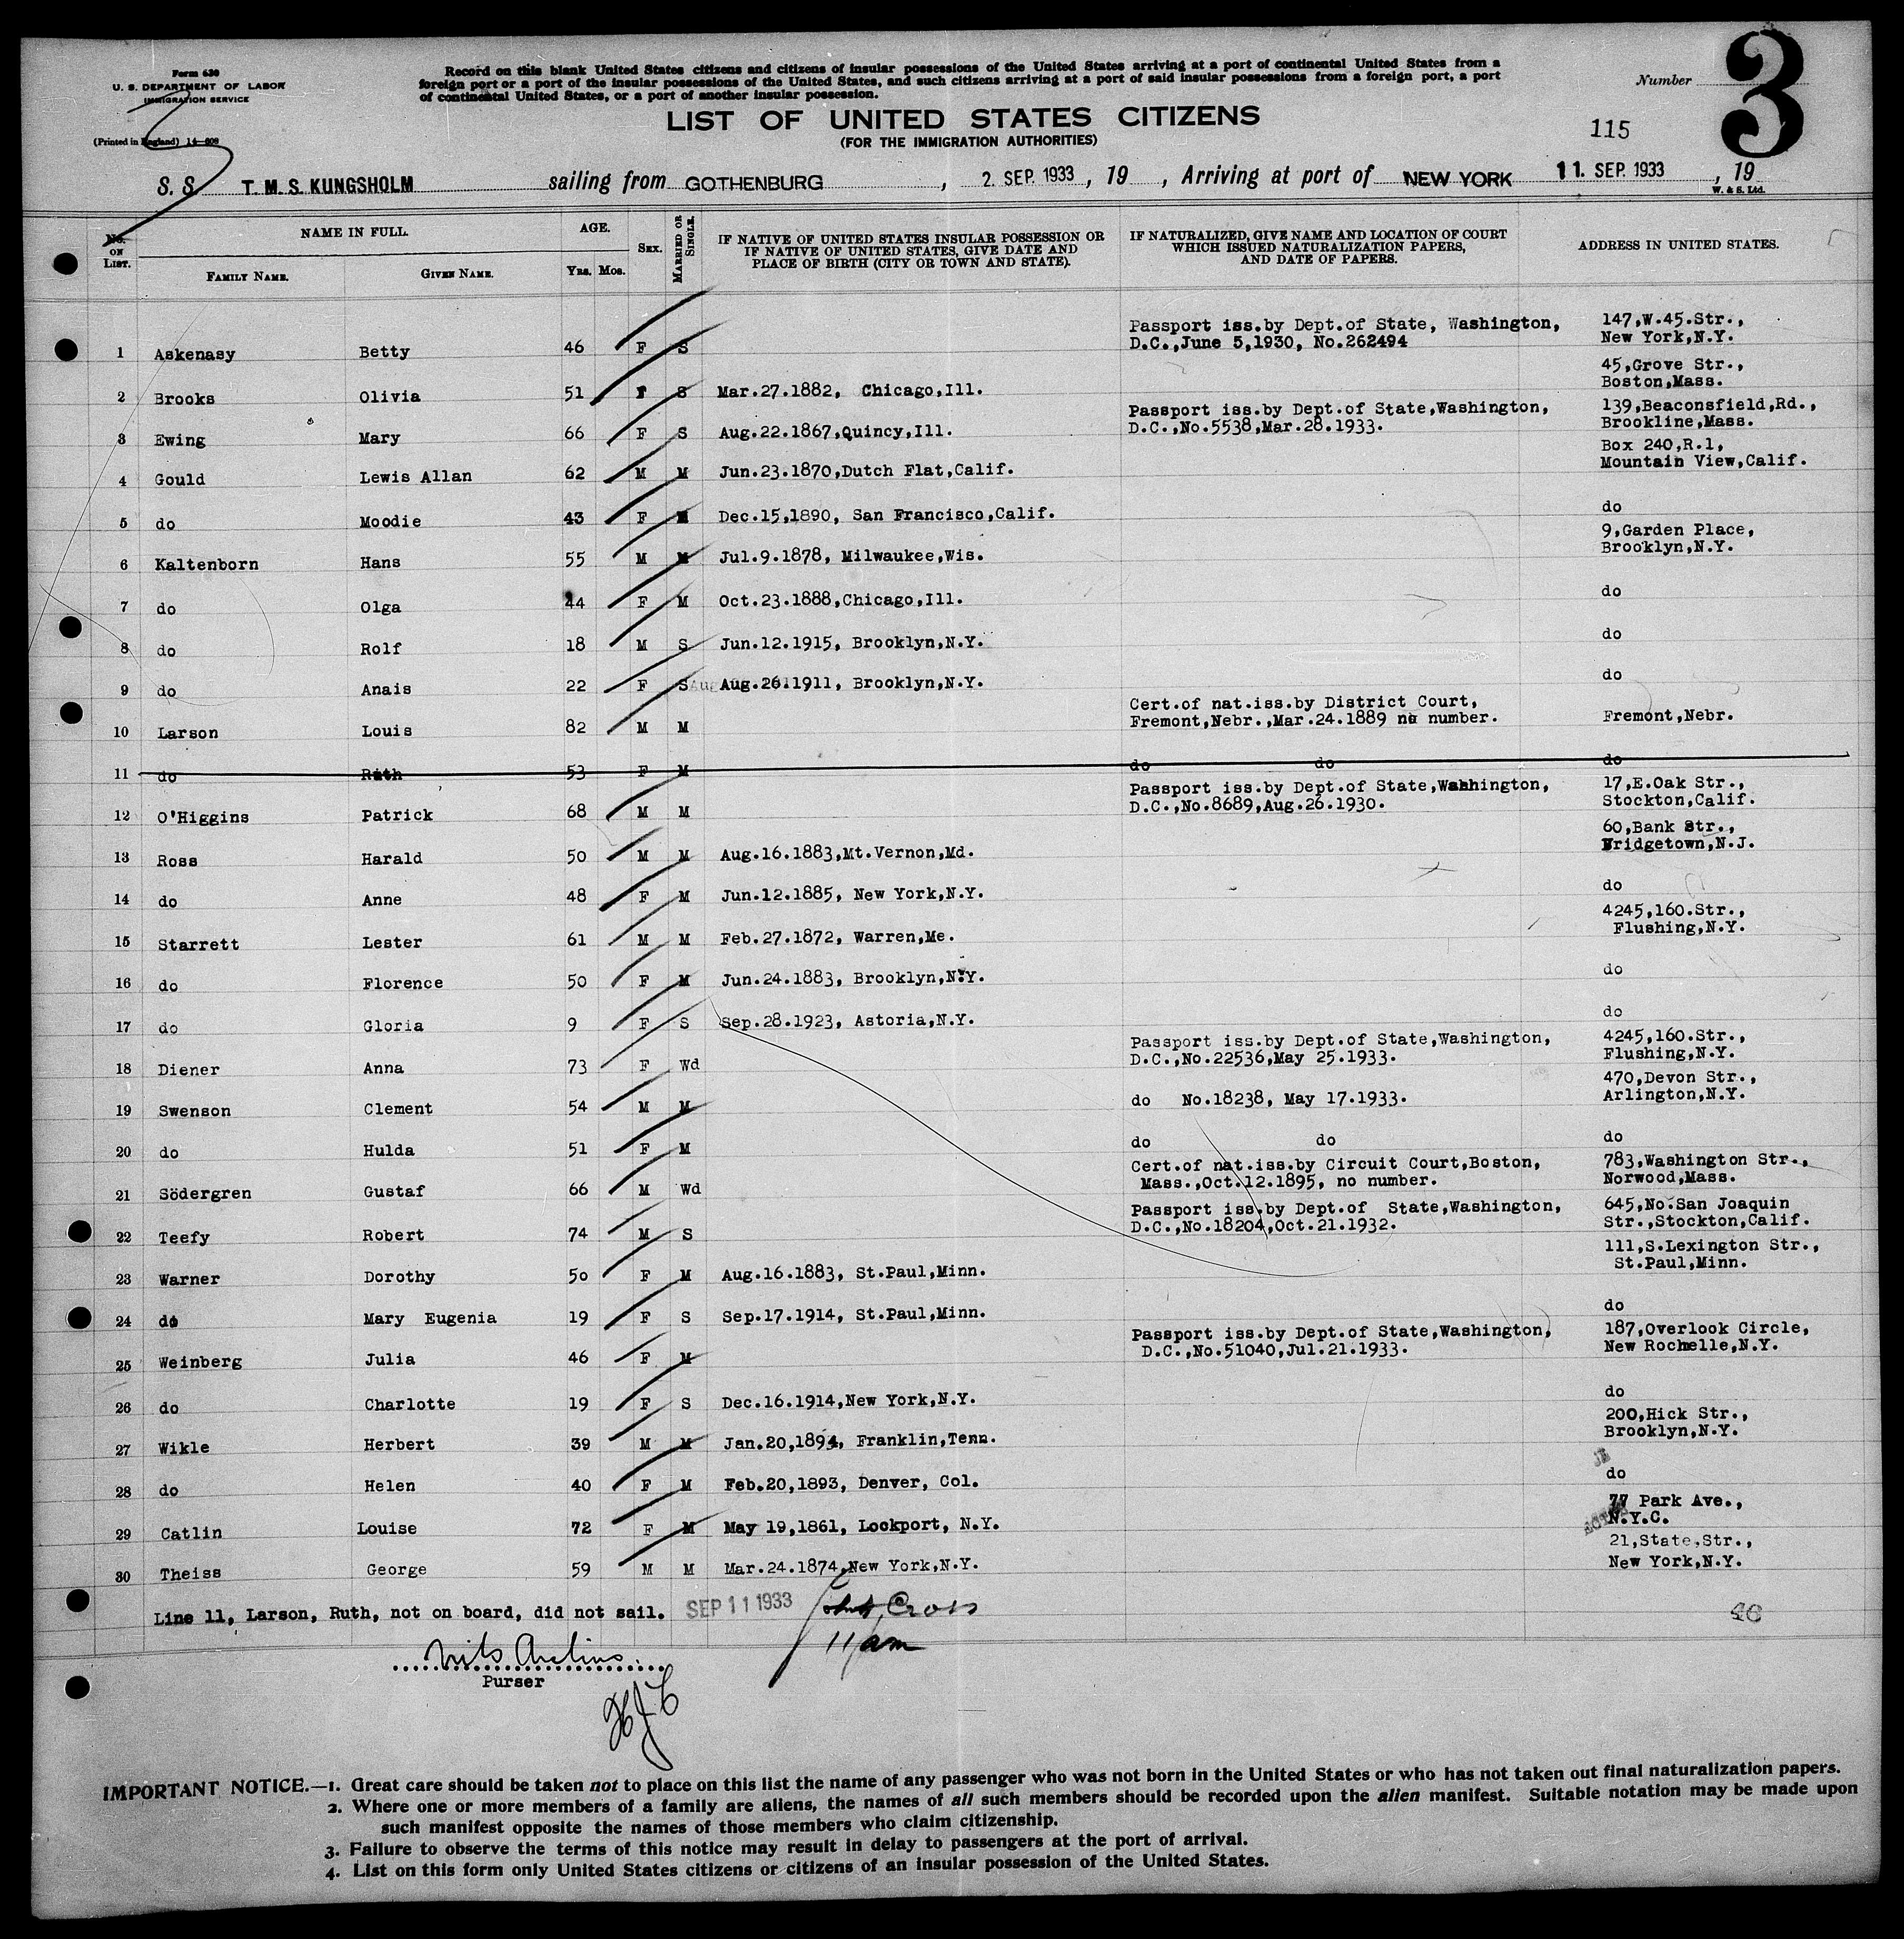 Form 630
U. S. DEPARTMENT OF LABOR
IMMIGRATION SERVICE
(Printed in England) 14—608
Record on this blank United States citizens and citizens of insular possessions of the United States arriving at a port of continental United States from a
foreign port or a port of the insular possessions of the United States, and such citizens arriving at a port of said insular possessions from a foreign port, a port
of continental United States, or a port of another insular possession.
Number 3
LIST OF UNITED STATES CITIZENS
(FOR THE IMMIGRATION AUTHORITIES)
115
S. S. T. M. S. KUNGSHOLM sailing from GOTHENBURG, 2. SEP. 1933, 19 , Arriving at port of NEW YORK 11. SEP. 1933, 19
W. & S. Ltd.
No. ON LIST. NAME IN FULL. FAMILY NAME. GIVEN NAME. AGE. Yrs. Mos. SEX. MARRIED OR SINGLE. IF NATIVE OF UNITED STATES INSULAR POSSESSION OR IF NATIVE OF UNITED STATES, GIVE DATE AND PLACE OF BIRTH (CITY OR TOWN AND STATE). IF NATURALIZED, GIVE NAME AND LOCATION OF COURT WHICH ISSUED NATURALIZATION PAPERS, AND DATE OF PAPERS. ADDRESS IN UNITED STATES.
1 Askenasy Betty 46 F S Passport iss.by Dept.of State, Washington, D.C.,June 5,1930, No.262494 147,W.45.Str., New York,N.Y.
2 Brooks Olivia 51 F S Mar.27.1882, Chicago,Ill. 45,Grove Str., Boston,Mass.
3 Ewing Mary 66 F S Aug.22.1867,Quincy,Ill. Passport iss.by Dept.of State,Washington, D.C.,No.5538,Mar.28.1933. 139,Beaconsfield,Rd., Brookline,Mass.
4 Gould Lewis Allan 62 M M Jun.23.1870,Dutch Flat,Calif. Box 240,R.1, Mountain View,Calif.
5 do Moodie 43 F M Dec.15,1890, San Francisco,Calif. do
6 Kaltenborn Hans 55 M M Jul.9.1878, Milwaukee,Wis. 9,Garden Place, Brooklyn,N.Y.
7 do Olga 44 F M Oct.23.1888,Chicago,Ill. do
8 do Rolf 18 M S Jun.12.1915, Brooklyn,N.Y. do
9 do Anais 22 F S Aug.26.1911, Brooklyn,N.Y. do
10 Larson Louis 82 M M Cert.of nat.iss.by District Court, Fremont,Nebr.,Mar.24.1889 no number. Fremont,Nebr.
11 do Ruth 53 F M do do do
12 O'Higgins Patrick 68 M M Passport iss.by Dept.of State,Washington, D.C.,No.8689,Aug.26.1930. 17,E.Oak Str., Stockton,Calif.
13 Ross Harald 50 M M Aug.16.1883,Mt.Vernon,Md. 60,Bank Str., Bridgetown,N.J.
14 do Anne 48 F M Jun.12.1885, New York,N.Y. do
15 Starrett Lester 61 M M Feb.27.1872, Warren,Me. 4245,160.Str., Flushing,N.Y.
16 do Florence 50 F M Jun.24.1883, Brooklyn,N.Y. do
17 do Gloria 9 F S Sep.28.1923, Astoria,N.Y. do
18 Diener Anna 73 F Wd Passport iss.by Dept.of State,Washington, D.C.,No.22536,May 25.1933. 4245,160.Str., Flushing,N.Y.
19 Swenson Clement 54 M M do No.18238, May 17.1933. 470,Devon Str., Arlington,N.Y.
20 do Hulda 51 F M do do do
21 Södergren Gustaf 66 M Wd Cert.of nat.iss.by Circuit Court,Boston, Mass.,Oct.12.1895, no number. 783,Washington Str., Norwood,Mass.
22 Teefy Robert 74 M S Passport iss.by Dept.of State,Washington, D.C.,No.18204,Oct.21.1932. 645,No.San Joaquin Str.,Stockton,Calif.
23 Warner Dorothy 50 F M Aug.16.1883, St.Paul,Minn. 111,S.Lexington Str., St.Paul,Minn.
24 do Mary Eugenia 19 F S Sep.17.1914, St.Paul,Minn. do
25 Weinberg Julia 46 F M Passport iss.by Dept.of State,Washington, D.C.,No.51040,Jul.21.1933. 187,Overlook Circle, New Rochelle,N.Y.
26 do Charlotte 19 F S Dec.16.1914,New York,N.Y. do
27 Wikle Herbert 39 M M Jan.20,1894, Franklin,Tenn. 200,Hick Str., Brooklyn,N.Y.
28 do Helen 40 F M Feb.20,1893, Denver, Col. do
29 Catlin Louise 72 F M May 19,1861, Lockport, N.Y. 77 Park Ave., N.Y.C.
30 Theiss George 59 M M Mar.24.1874,New York,N.Y. 21,State,Str., New York,N.Y.
Line 11, Larson, Ruth, not on board, did not sail. SEP 11 1933 Cross
11 am
Nils
Purser
IMPORTANT NOTICE.—1. Great care should be taken not to place on this list the name of any passenger who was not born in the United States or who has not taken out final naturalization papers.
2. Where one or more members of a family are aliens, the names of all such members should be recorded upon the alien manifest. Suitable notation may be made upon
such manifest opposite the names of those members who claim citizenship.
3. Failure to observe the terms of this notice may result in delay to passengers at the port of arrival.
4. List on this form only United States citizens or citizens of an insular possession of the United States.